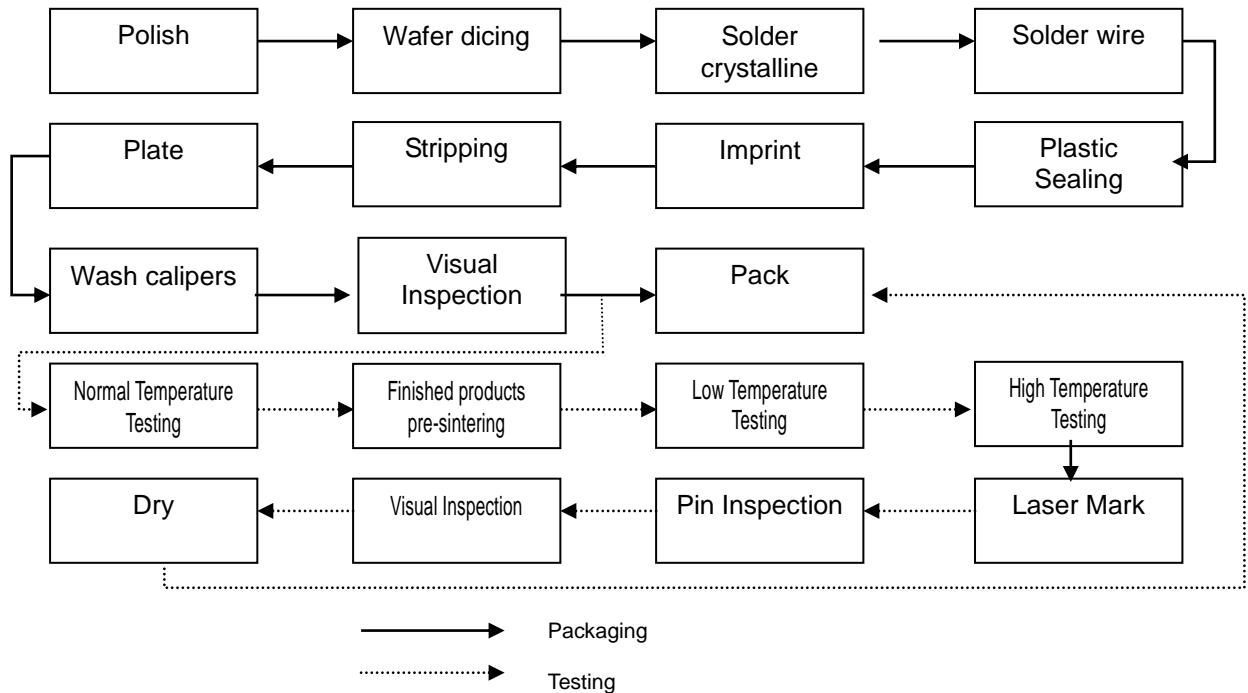 Polish
Wafer dicing
Solder
crystalline
Solder wire
Plate
Stripping
Imprint
Plastic
Sealing
Wash calipers
Visual
Inspection
Pack
Normal Temperature
Testing
Finished products
pre-sintering
Low Temperature
Testing
High Temperature
Testing
Dry
Visual Inspection
Pin Inspection
Laser Mark
Packaging
Testing